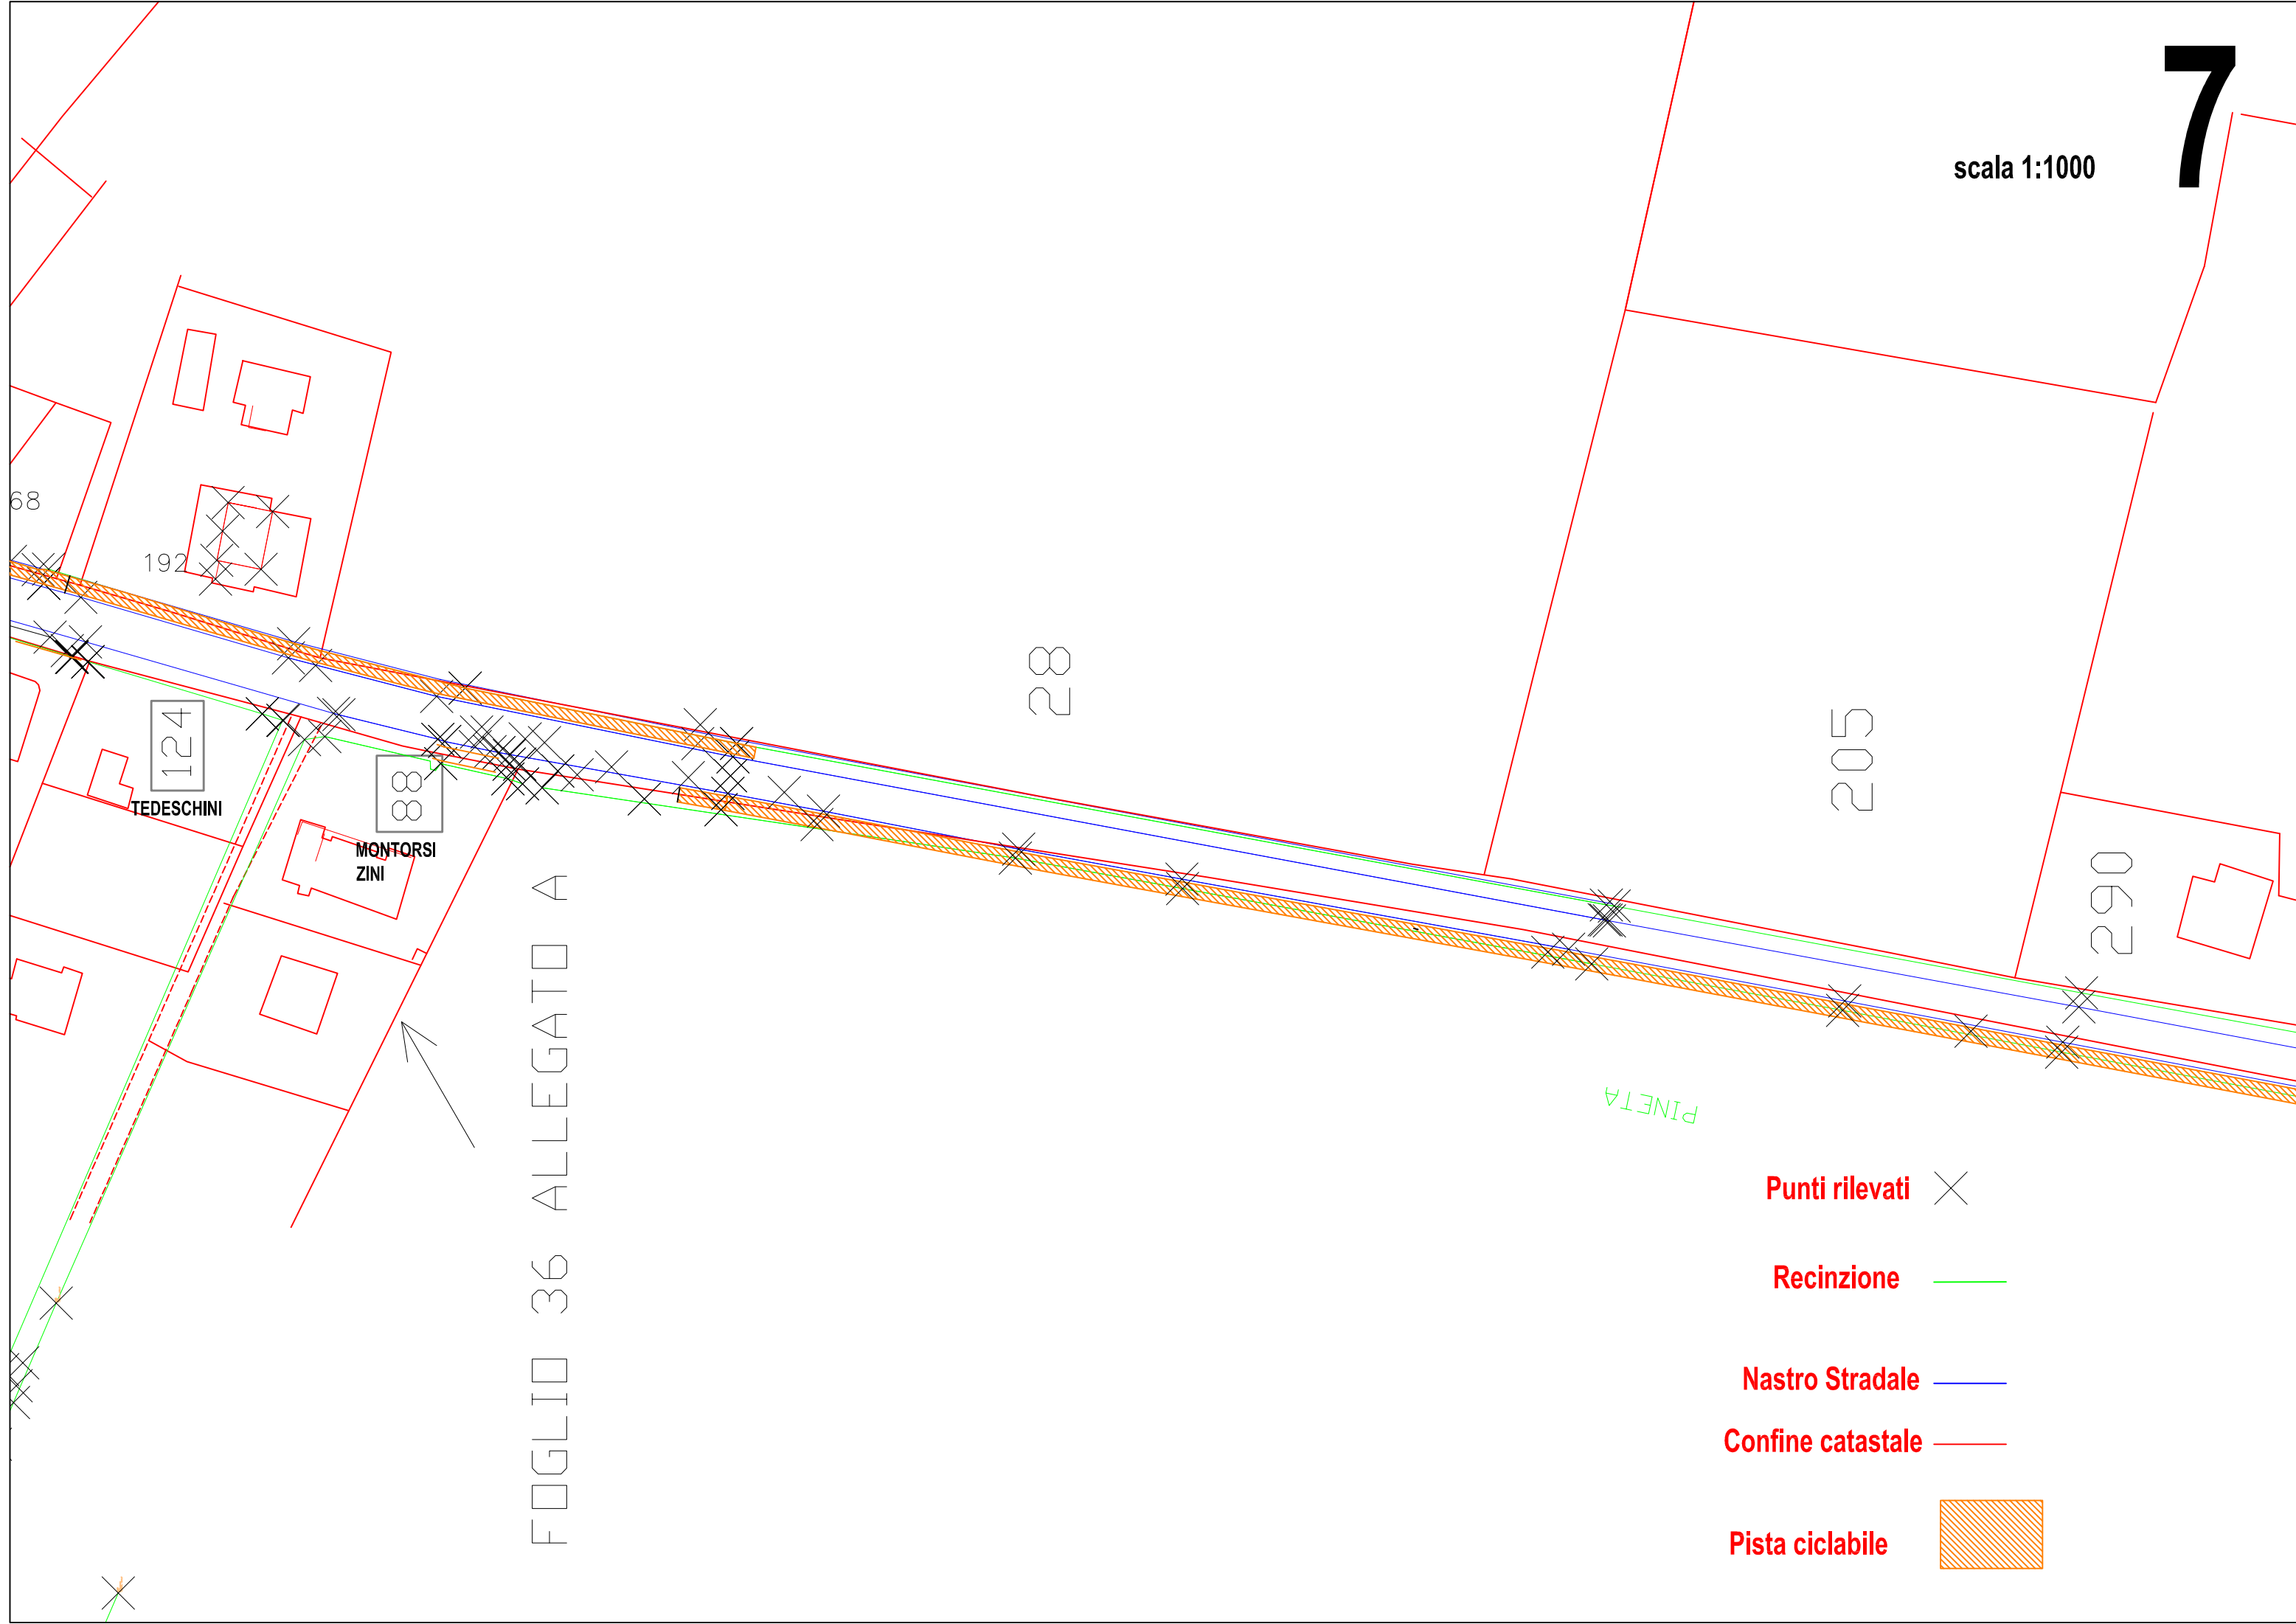 7
scala 1:1000
68
192
124
TEDESCHINI
88
MONTORSI
ZINI
28
205
290
FOGLIO 36 ALLEGATO A
PINETA
Punti rilevati
Recinzione
Nastro Stradale
Confine catastale
Pista ciclabile